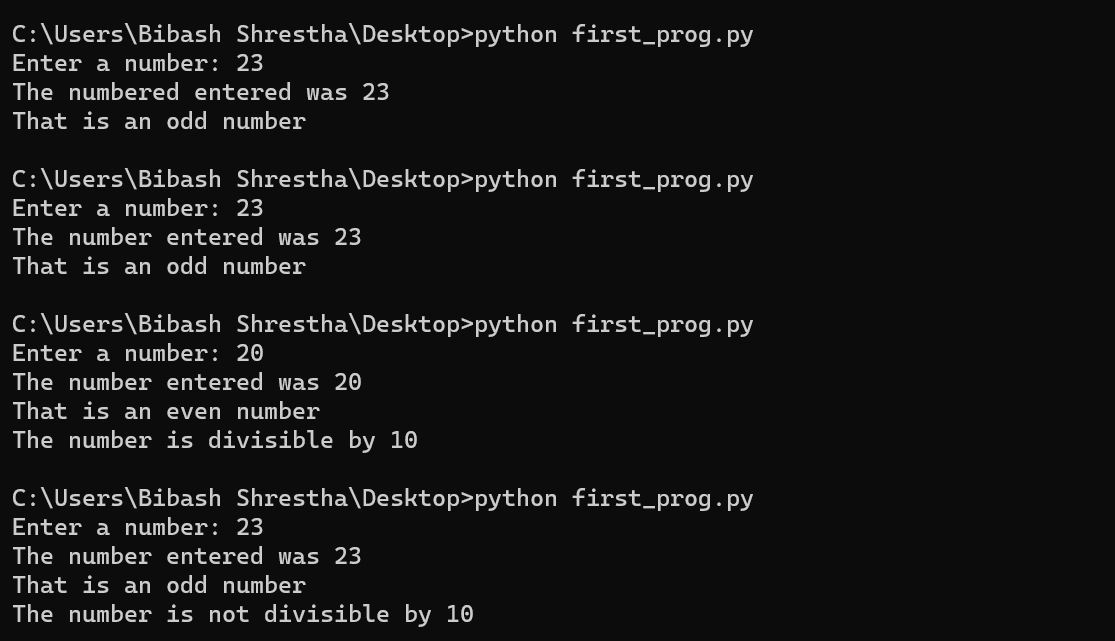 C:\Users\Bibash Shrestha\Desktop>python first_prog.py
Enter a number: 23
The numbered entered was 23
That is an odd number
C:\Users\Bibash Shrestha\Desktop>python first_prog.py
Enter a number: 23
The number entered was 23
That is an odd number
C:\Users\Bibash Shrestha\Desktop>python first_prog.py
Enter a number: 20
The number entered was 20
That is an even number
The number is divisible by 10
C:\Users\Bibash Shrestha\Desktop>python first_prog.py
Enter a number: 23
The number entered was 23
That is an odd number
The number is not divisible by 10